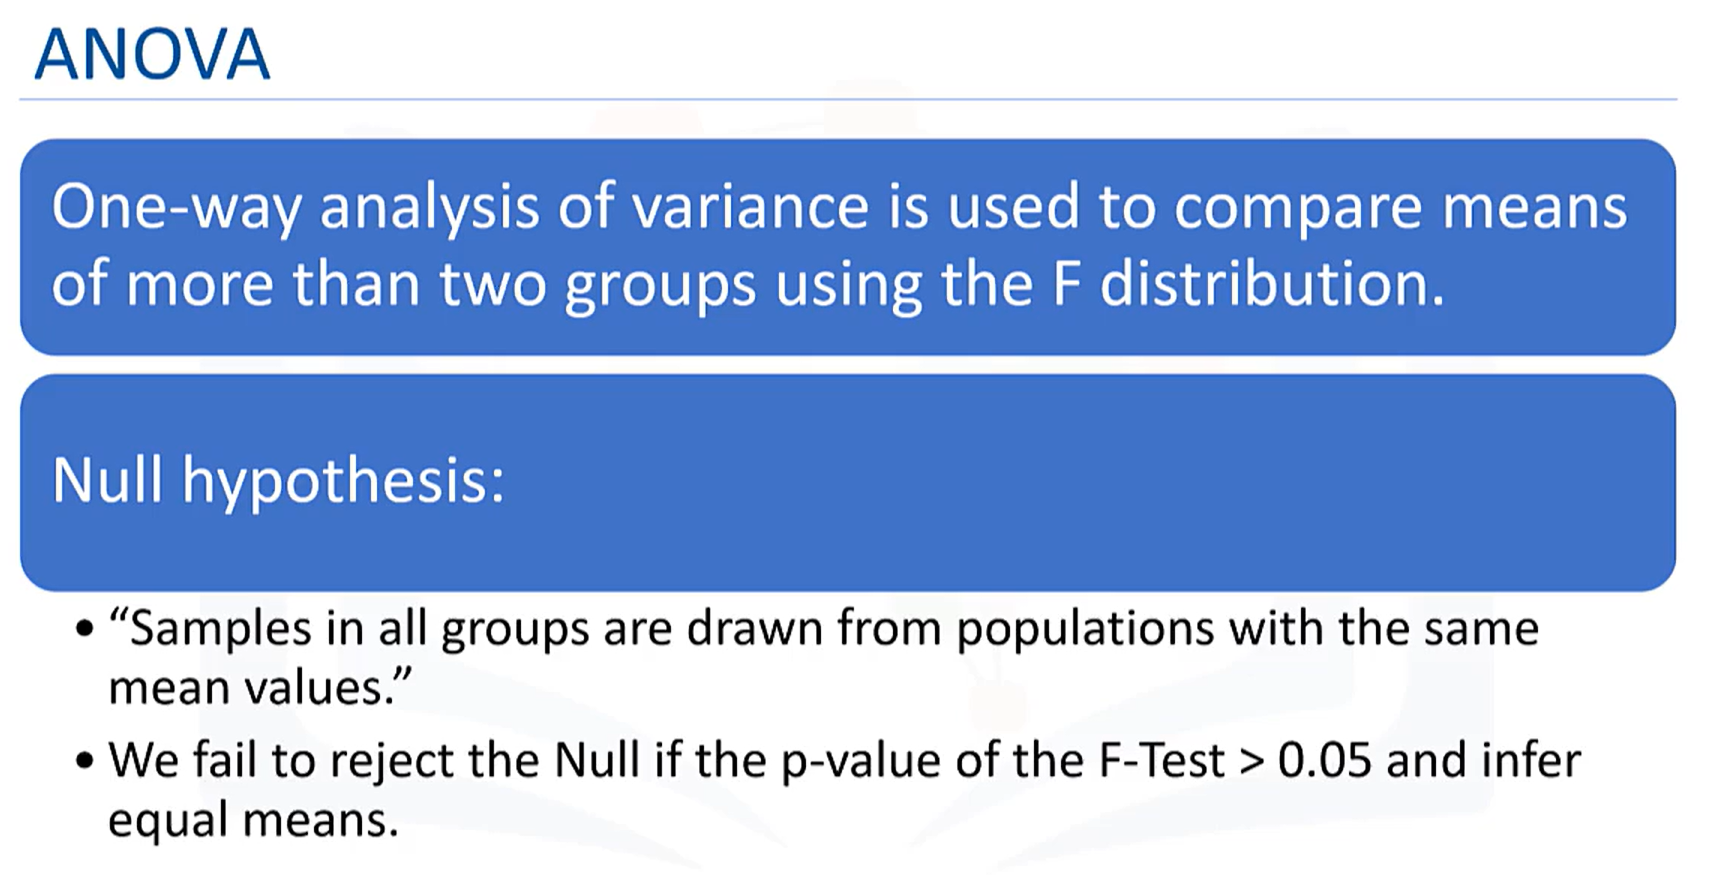 ANOVA
One-way analysis of variance is used to compare means
of more than two groups using the F distribution.
Null hypothesis:
• “Samples in all groups are drawn from populations with the same
mean values.”
• We fail to reject the Null if the p-value of the F-Test > 0.05 and infer
equal means.